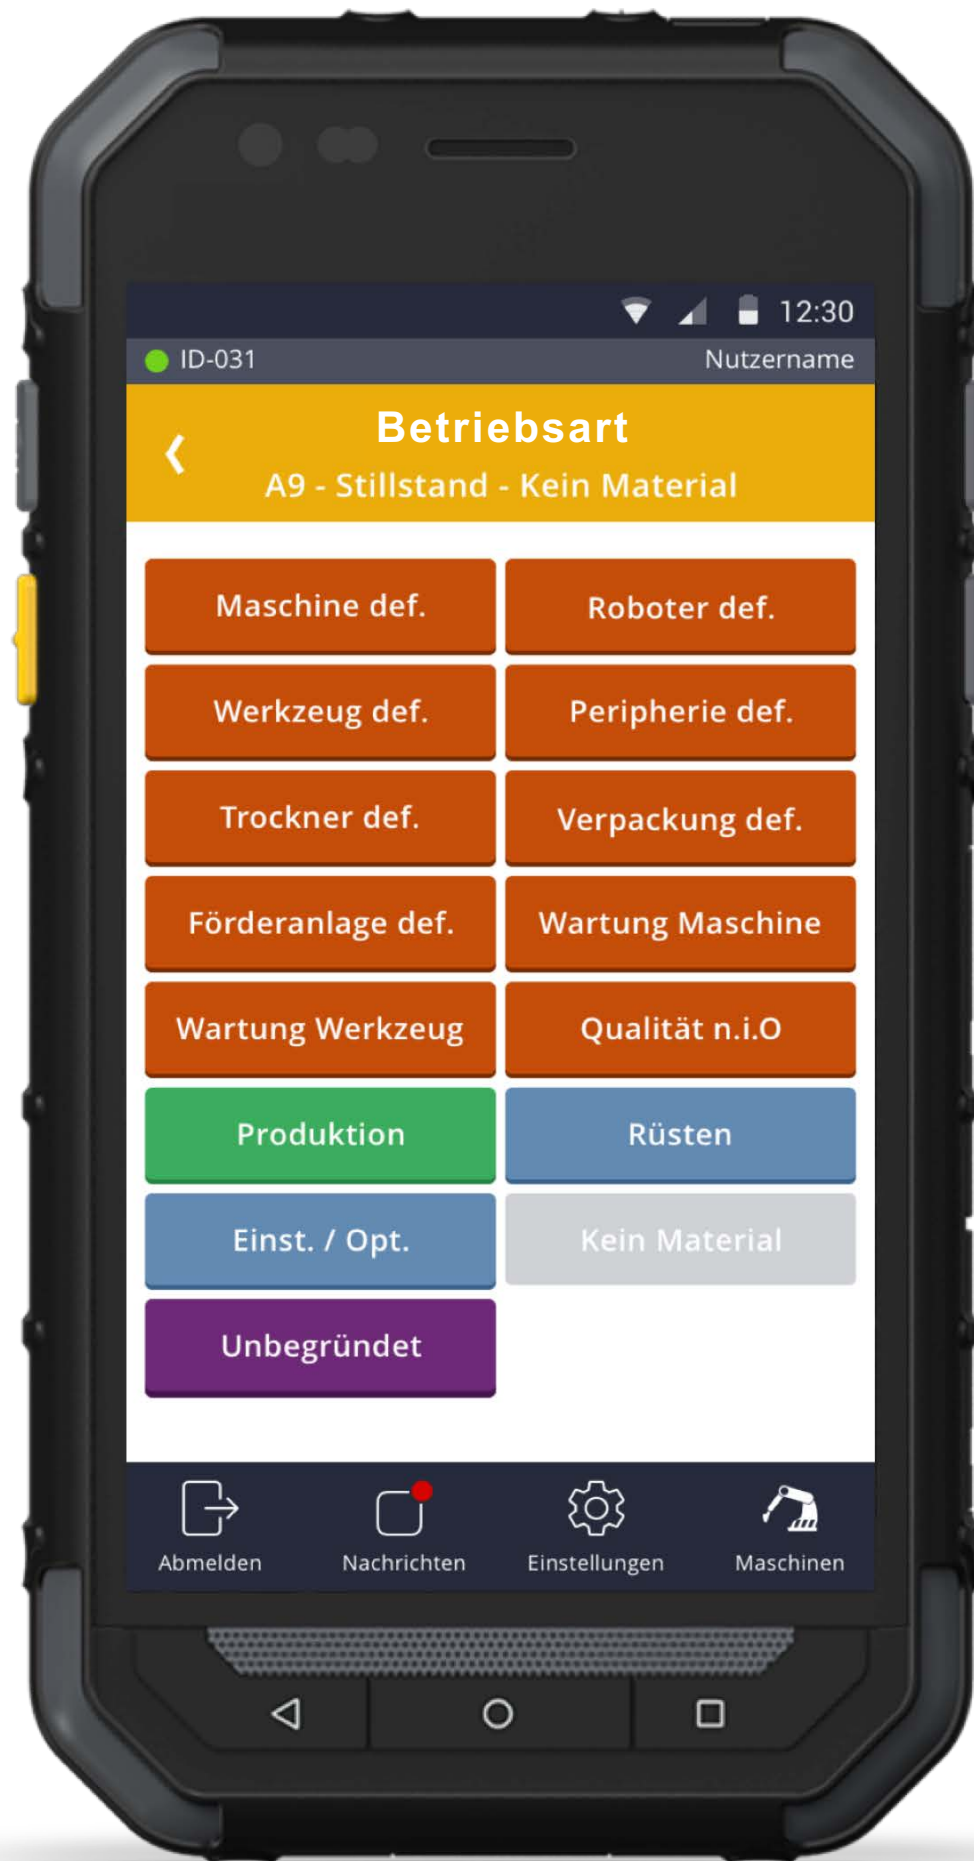 12:30
ID-031 Nutzername
Betriebsart
A9 - Stillstand - Kein Material
Maschine def. Roboter def.
Werkzeug def. Peripherie def.
Trockner def. Verpackung def.
Förderanlage def. Wartung Maschine
Wartung Werkzeug Qualität n.i.O
Produktion Rüsten
Einst. / Opt. Kein Material
Unbegründet
Abmelden Nachrichten Einstellungen Maschinen